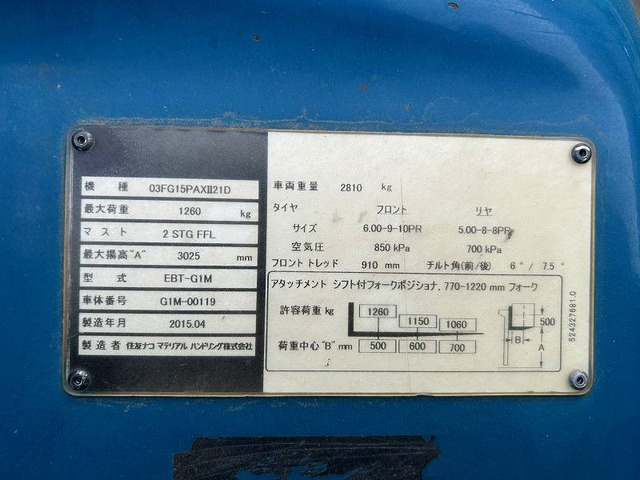 機 種 03FG15PAXⅡ21D
最大荷重 1260 kg
マスト 2 STG FFL
最大揚高"A" 3025 mm
型 式 EBT-G1M
車体番号 G1M-00119
製造年月 2015.04
製造者 住友ナコ マテリアル ハンドリング株式会社
車両重量 2810 kg
タイヤ フロント リヤ
サイズ 6.00-9-10PR 5.00-8-8PR
空気圧 850 kPa 700 kPa
フロントトレッド 910 mm チルト角(前/後) 6°/ 7.5°
アタッチメント シフト付フォークポジショナ, 770-1220 mm フォーク
許容荷重 kg 1260 1150 1060
荷重中心"B" mm 500 600 700
500
B
A
524327681.0